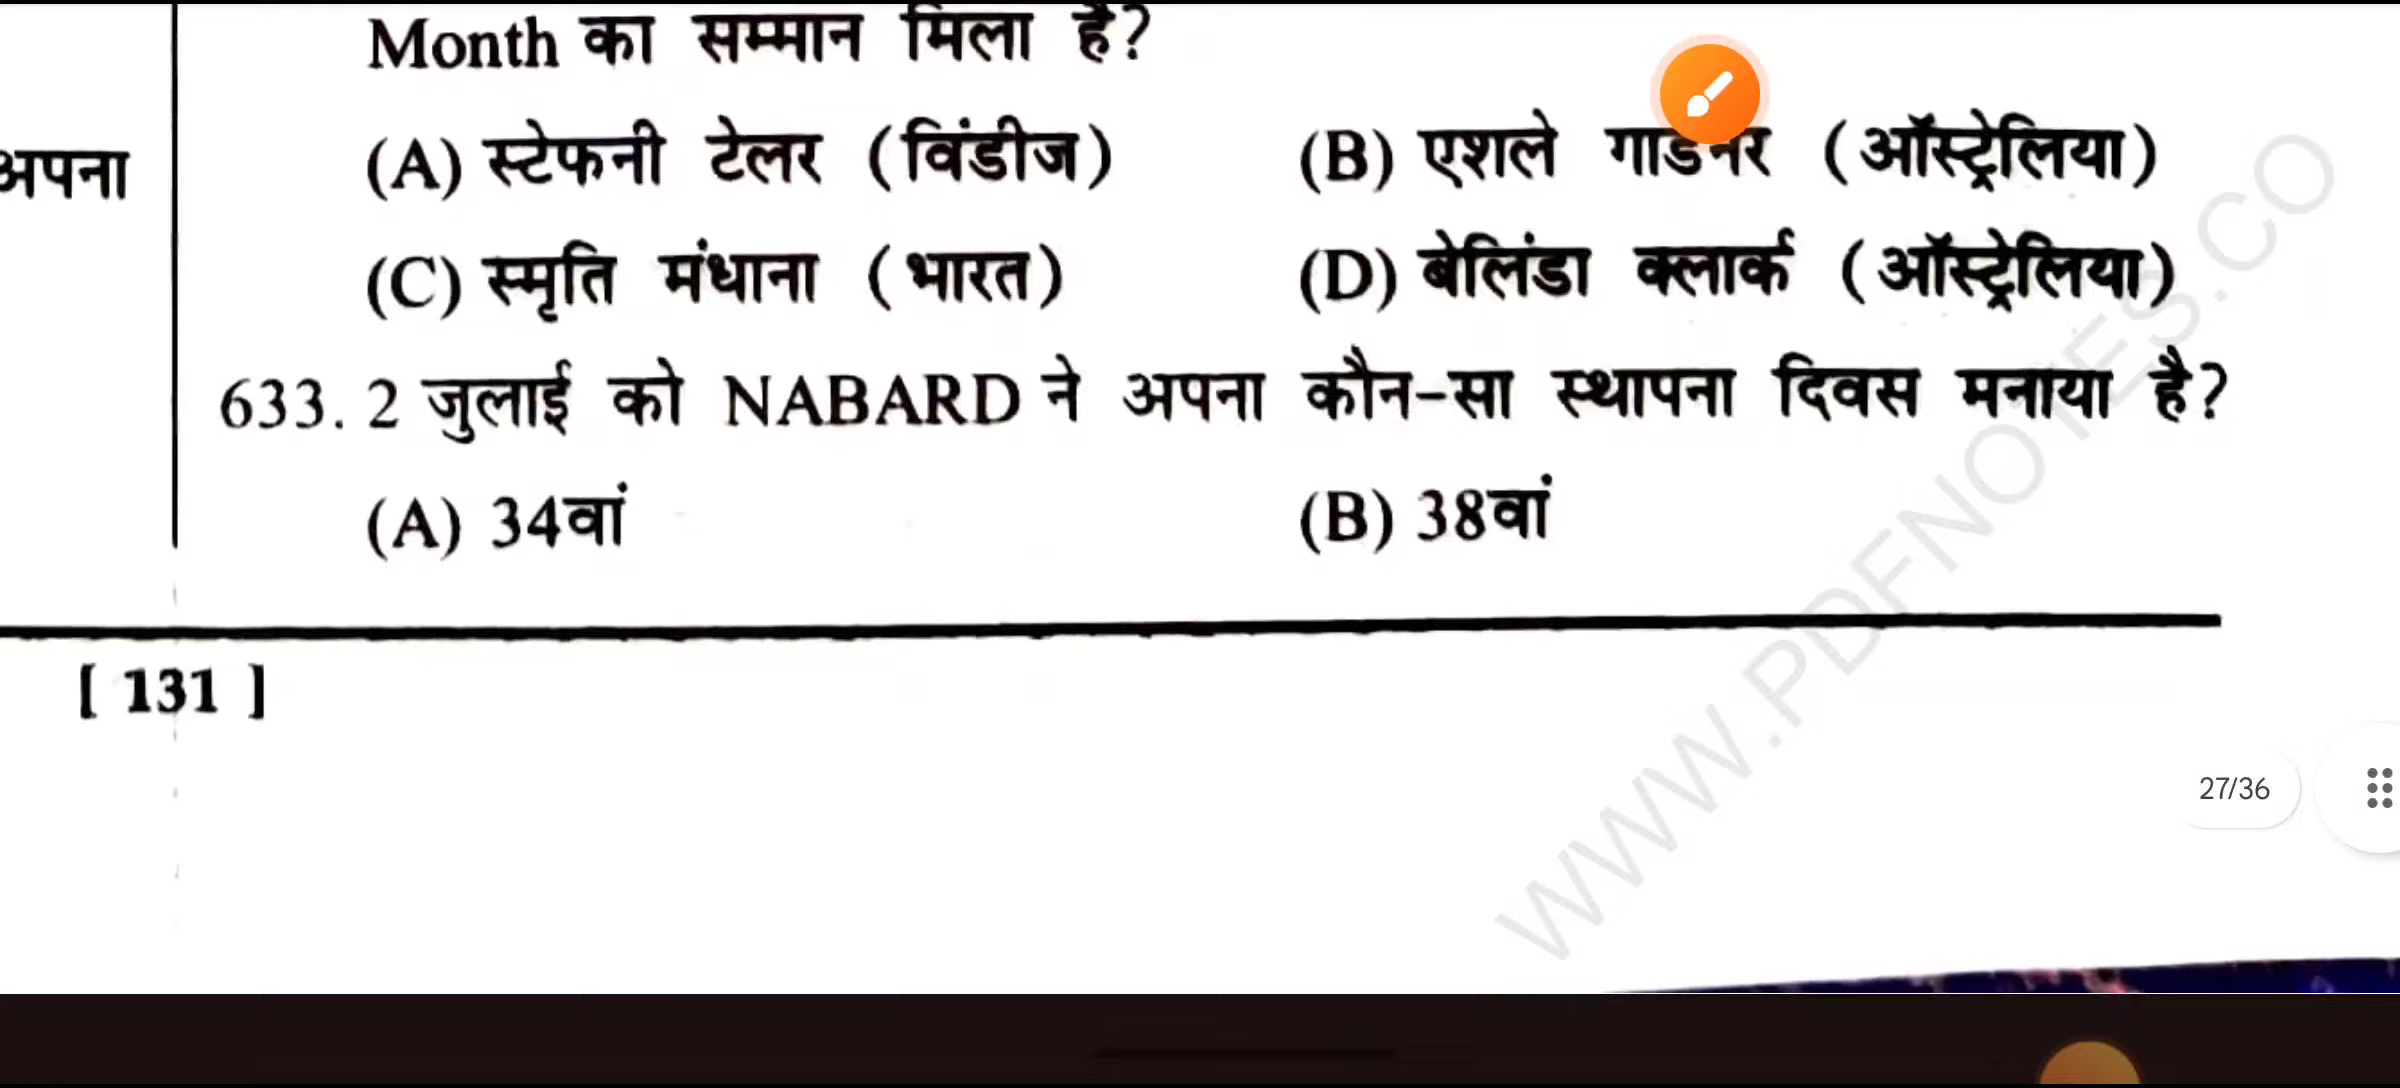 Month का सम्मान मिला है?
अपना
(A) स्टेफनी टेलर (विंडीज)
(B) एशले गार्डनर (ऑस्ट्रेलिया)
(C) स्मृति मंधाना (भारत)
(D) बेलिंडा क्लार्क (ऑस्ट्रेलिया)
633. 2 जुलाई को NABARD ने अपना कौन-सा स्थापना दिवस मनाया है?
(A) 34वां
(B) 38वां
[ 131 ]
27/36
WWW.PDFNOTES.CO